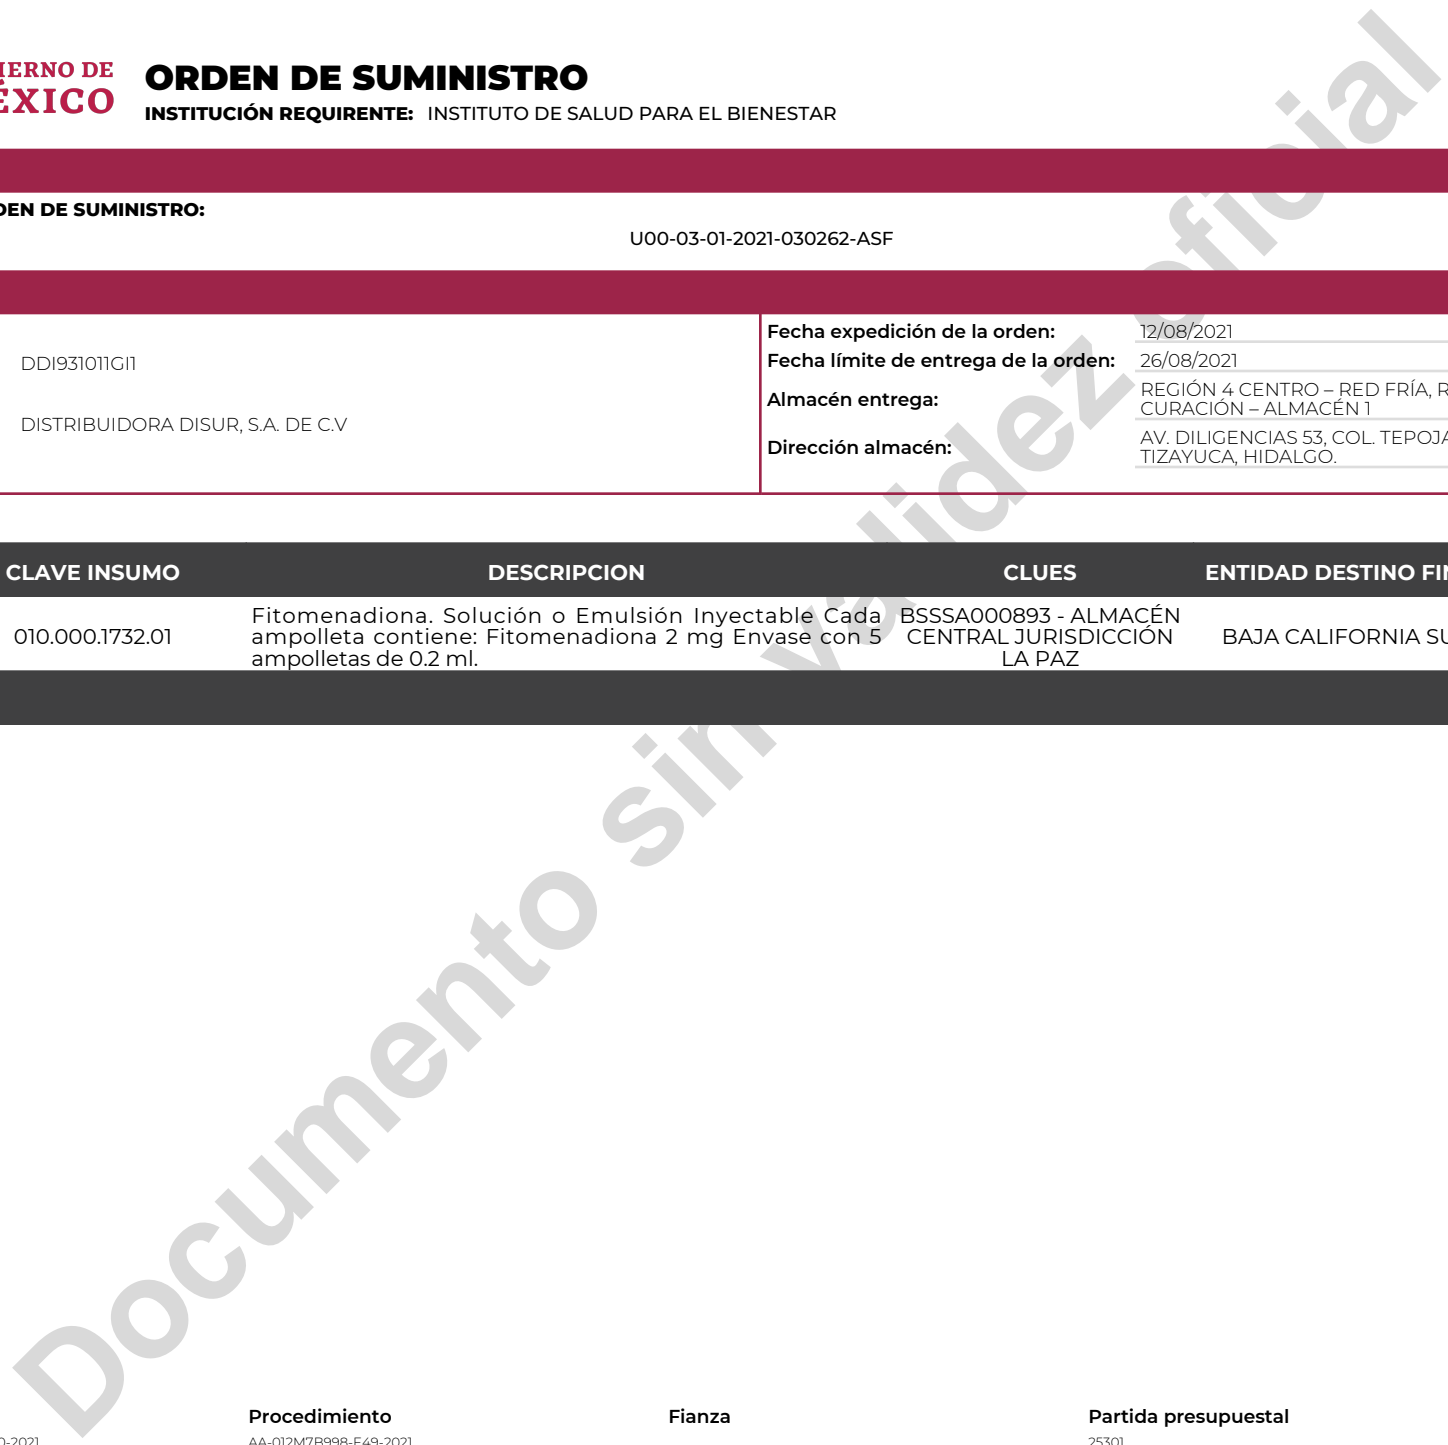 IERNO DE
ÉXICO
ORDEN DE SUMINISTRO
INSTITUCIÓN REQUIRENTE: INSTITUTO DE SALUD PARA EL BIENESTAR
DEN DE SUMINISTRO:
U00-03-01-2021-030262-ASF
DDI931011GI1
DISTRIBUIDORA DISUR, S.A. DE C.V
Fecha expedición de la orden: 12/08/2021
Fecha límite de entrega de la orden: 26/08/2021
Almacén entrega: REGIÓN 4 CENTRO – RED FRÍA, R
CURACIÓN – ALMACÉN 1
Dirección almacén: AV. DILIGENCIAS 53, COL. TEPOJA
TIZAYUCA, HIDALGO.
CLAVE INSUMO DESCRIPCION CLUES ENTIDAD DESTINO FIN
010.000.1732.01
Fitomenadiona. Solución o Emulsión Inyectable Cada
ampolleta contiene: Fitomenadiona 2 mg Envase con 5
ampolletas de 0.2 ml.
BSSSA000893 - ALMACÉN
CENTRAL JURISDICCIÓN
LA PAZ
BAJA CALIFORNIA SU
Documento sin validez oficial
Procedimiento Fianza Partida presupuestal
0-2021 AA-012M7B998-E49-2021 25301